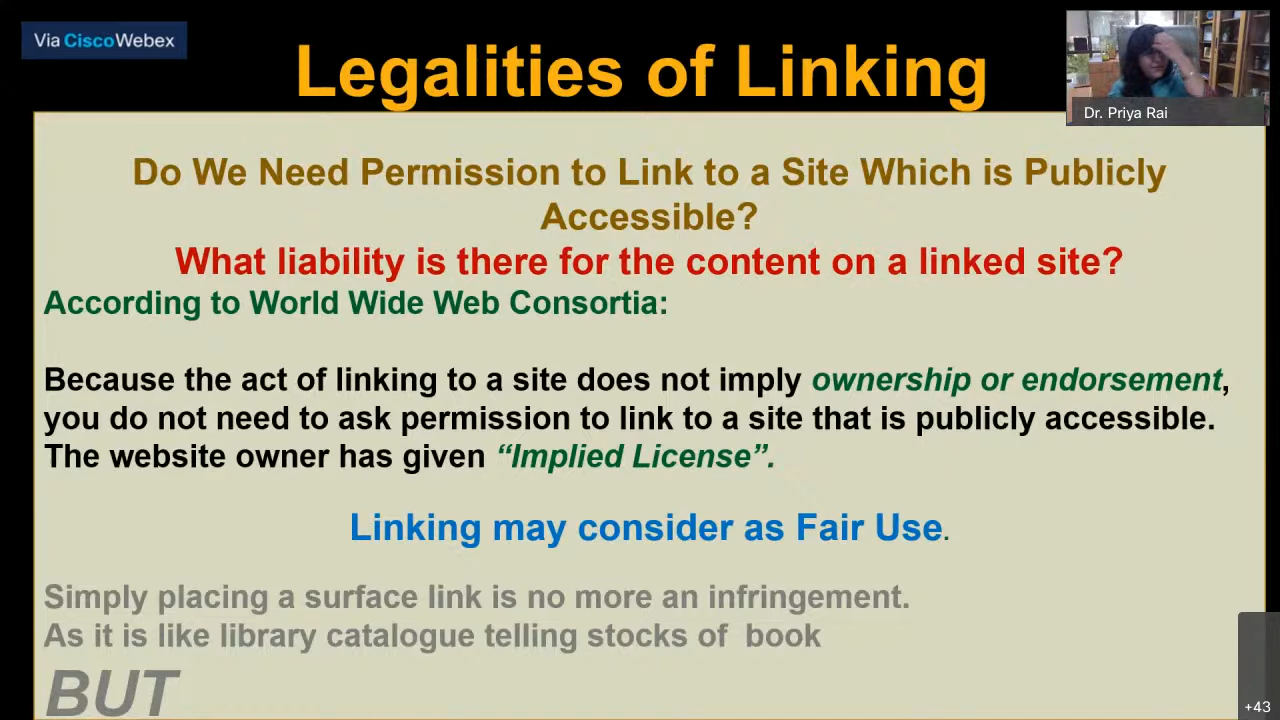 Via Cisco Webex
Legalities of Linking
Dr. Priya Rai
Do We Need Permission to Link to a Site Which is Publicly
Accessible?
What liability is there for the content on a linked site?
According to World Wide Web Consortia:
Because the act of linking to a site does not imply ownership or endorsement,
you do not need to ask permission to link to a site that is publicly accessible.
The website owner has given “Implied License”.
Linking may consider as Fair Use.
Simply placing a surface link is no more an infringement.
As it is like library catalogue telling stocks of  book
BUT
+43